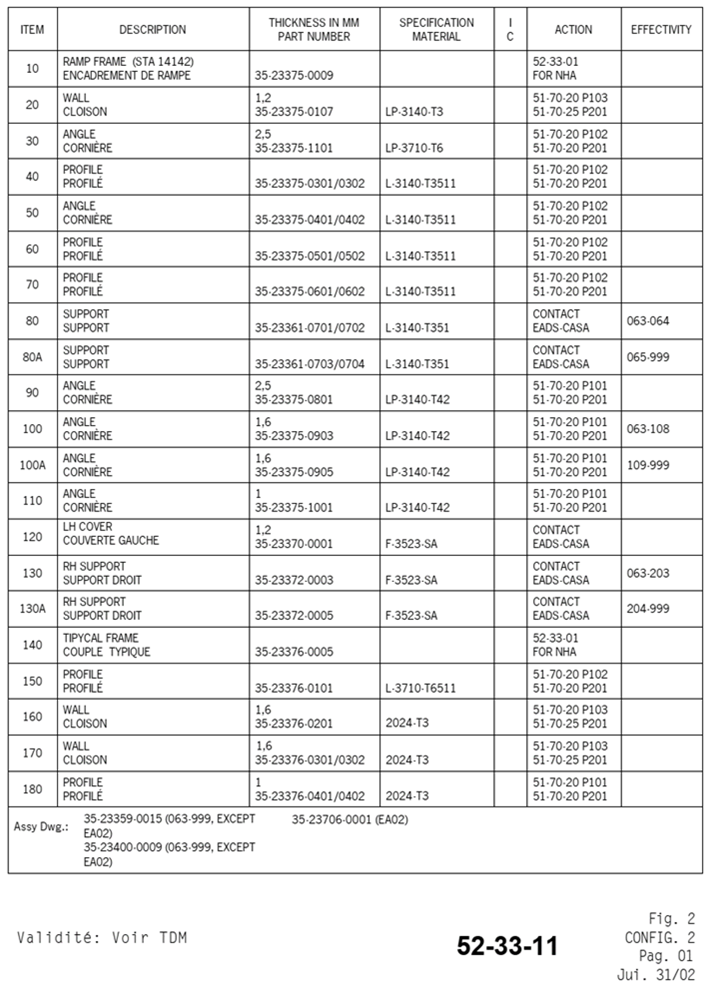 ITEM DESCRIPTION THICKNESS IN MM PART NUMBER SPECIFICATION MATERIAL I C ACTION EFFECTIVITY
10 RAMP FRAME (STA 14142) 52-33-01
ENCADREMENT DE RAMPE 35-23375-0009 FOR NHA
20 WALL 1,2 51-70-20 P103
CLOISON 35-23375-0107 LP-3140-T3 51-70-25 P201
30 ANGLE 2,5 51-70-20 P102
CORNIÈRE 35-23375-1101 LP-3710-T6 51-70-20 P201
40 PROFILE 51-70-20 P102
PROFILÉ 35-23375-0301/0302 L-3140-T3511 51-70-20 P201
50 ANGLE 51-70-20 P102
CORNIÈRE 35-23375-0401/0402 L-3140-T3511 51-70-20 P201
60 PROFILE 51-70-20 P102
PROFILÉ 35-23375-0501/0502 L-3140-T3511 51-70-20 P201
70 PROFILE 51-70-20 P102
PROFILÉ 35-23375-0601/0602 L-3140-T3511 51-70-20 P201
80 SUPPORT CONTACT 063-064
SUPPORT 35-23361-0701/0702 L-3140-T351 EADS-CASA
80A SUPPORT CONTACT 065-999
SUPPORT 35-23361-0703/0704 L-3140-T351 EADS-CASA
90 ANGLE 2,5 51-70-20 P101
CORNIÈRE 35-23375-0801 LP-3140-T42 51-70-20 P201
100 ANGLE 1,6 51-70-20 P101 063-108
CORNIÈRE 35-23375-0903 LP-3140-T42 51-70-20 P201
100A ANGLE 1,6 51-70-20 P101 109-999
CORNIÈRE 35-23375-0905 LP-3140-T42 51-70-20 P201
110 ANGLE 1 51-70-20 P101
CORNIÈRE 35-23375-1001 LP-3140-T42 51-70-20 P201
120 LH COVER 1,2 CONTACT
COUVERTE GAUCHE 35-23370-0001 F-3523-SA EADS-CASA
130 RH SUPPORT CONTACT 063-203
SUPPORT DROIT 35-23372-0003 F-3523-SA EADS-CASA
130A RH SUPPORT CONTACT 204-999
SUPPORT DROIT 35-23372-0005 F-3523-SA EADS-CASA
140 TIPYCAL FRAME 52-33-01
COUPLE TYPIQUE 35-23376-0005 FOR NHA
150 PROFILE 51-70-20 P102
PROFILÉ 35-23376-0101 L-3710-T6511 51-70-20 P201
160 WALL 1,6 51-70-20 P103
CLOISON 35-23376-0201 2024-T3 51-70-25 P201
170 WALL 1,6 51-70-20 P103
CLOISON 35-23376-0301/0302 2024-T3 51-70-25 P201
180 PROFILE 1 51-70-20 P101
PROFILÉ 35-23376-0401/0402 2024-T3 51-70-20 P201
Assy Dwg.: 35-23359-0015 (063-999, EXCEPT 35-23706-0001 (EA02)
EA02)
35-23400-0009 (063-999, EXCEPT
EA02)
Fig. 2
Validité: Voir TDM 52-33-11 CONFIG. 2
Pag. 01
Jui. 31/02